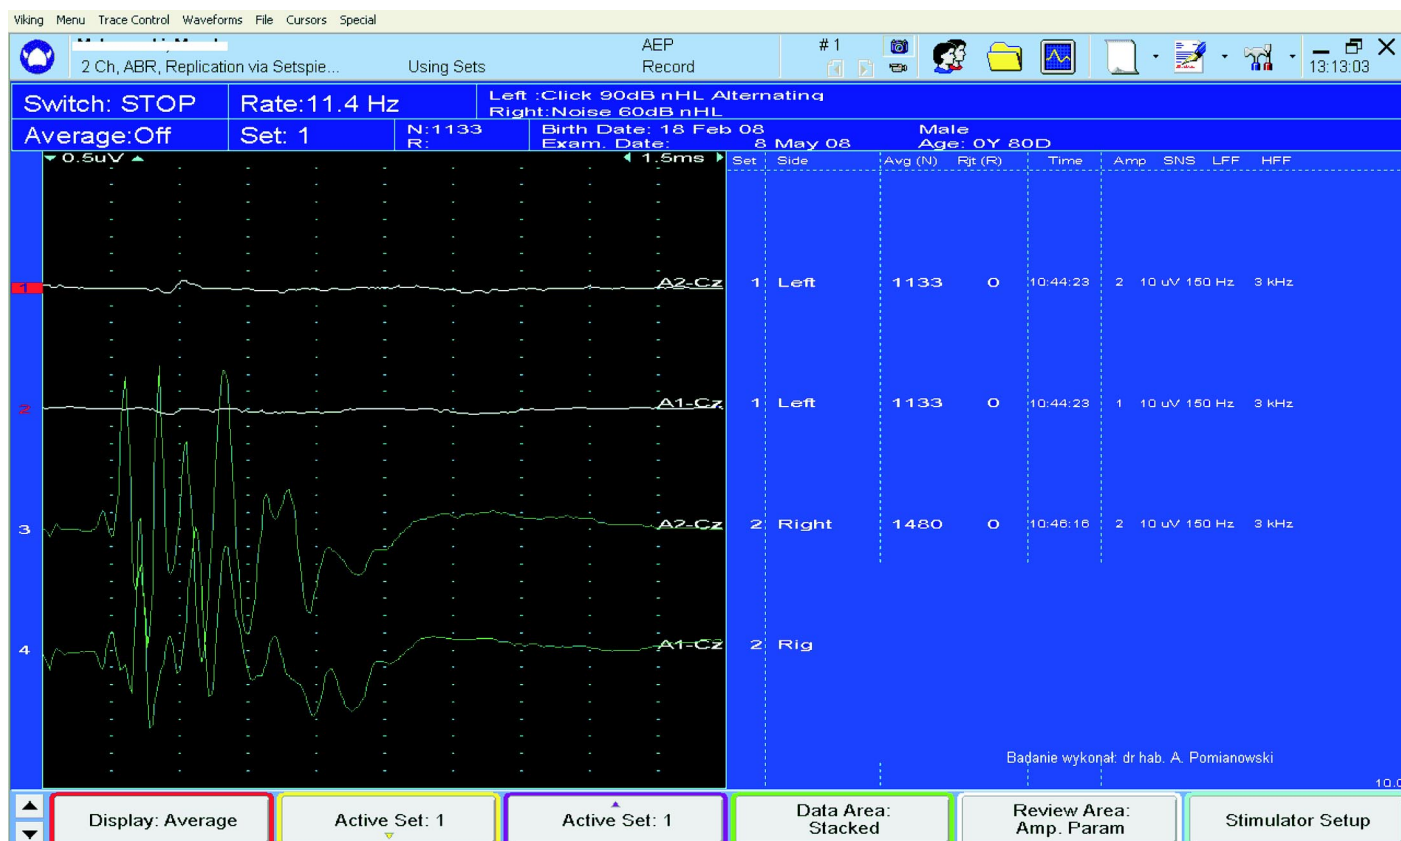 Viking Menu Trace Control Waveforms File Cursors Special
AEP #1
2 Ch, ABR, Replication via Setspie... Using Sets Record 13:13:03
Switch: STOP Rate:11.4 Hz Left :Click 90dB nHL Alternating
Right:Noise 60dB nHL
Average:Off Set: 1 N:1133 Birth Date: 18 Feb 08 Male
R: Exam. Date: 8 May 08 Age: 0Y 80D
0.5uV 1.5ms Set Side Avg (N) Rjt (R) Time Amp SNS LFF HFF
1 A2-Cz 1 Left 1133 0 10:44:23 2 10 uV 150 Hz 3 kHz
2 A1-Cz 1 Left 1133 0 10:44:23 1 10 uV 150 Hz 3 kHz
3 A2-Cz 2 Right 1480 0 10:46:16 2 10 uV 150 Hz 3 kHz
4 A1-Cz 2 Rig
Badanie wykonał: dr hab. A. Pomianowski
10.0
Display: Average Active Set: 1 Active Set: 1 Data Area: Stacked Review Area: Amp. Param Stimulator Setup